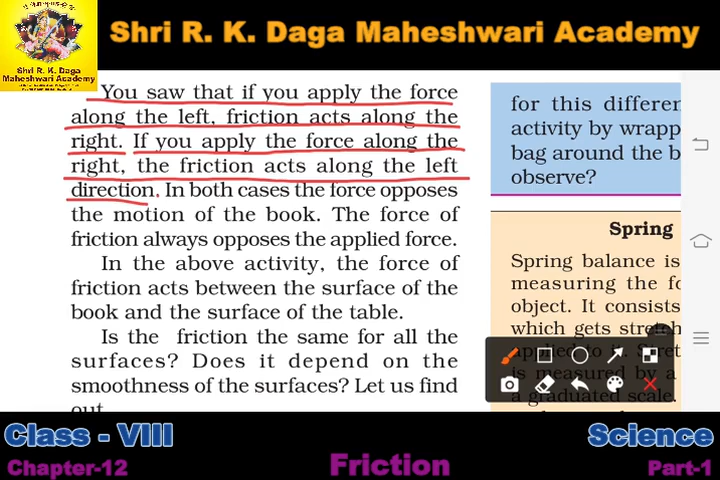 Shri R. K. Daga Maheshwari Academy
Shri R. K. Daga
Maheshwari Academy
You saw that if you apply the force
along the left, friction acts along the
right. If you apply the force along the
right, the friction acts along the left
direction. In both cases the force opposes
the motion of the book. The force of
friction always opposes the applied force.
In the above activity, the force of
friction acts between the surface of the
book and the surface of the table.
Is the friction the same for all the
surfaces? Does it depend on the
smoothness of the surfaces? Let us find
out
for this differen
activity by wrapp
bag around the b
observe?
Spring
Spring balance is
measuring the fo
object. It consists
which gets stretch
is measured by a
a graduated scale.
Class - VIII
Science
Chapter-12
Friction
Part-1